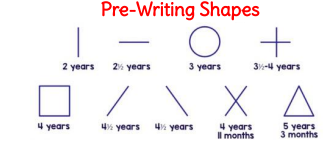 Pre-Writing Shapes
2 years
2½ years
3 years
3½-4 years
4 years
4½ years
4½ years
4 years
11 months
5 years
3 months